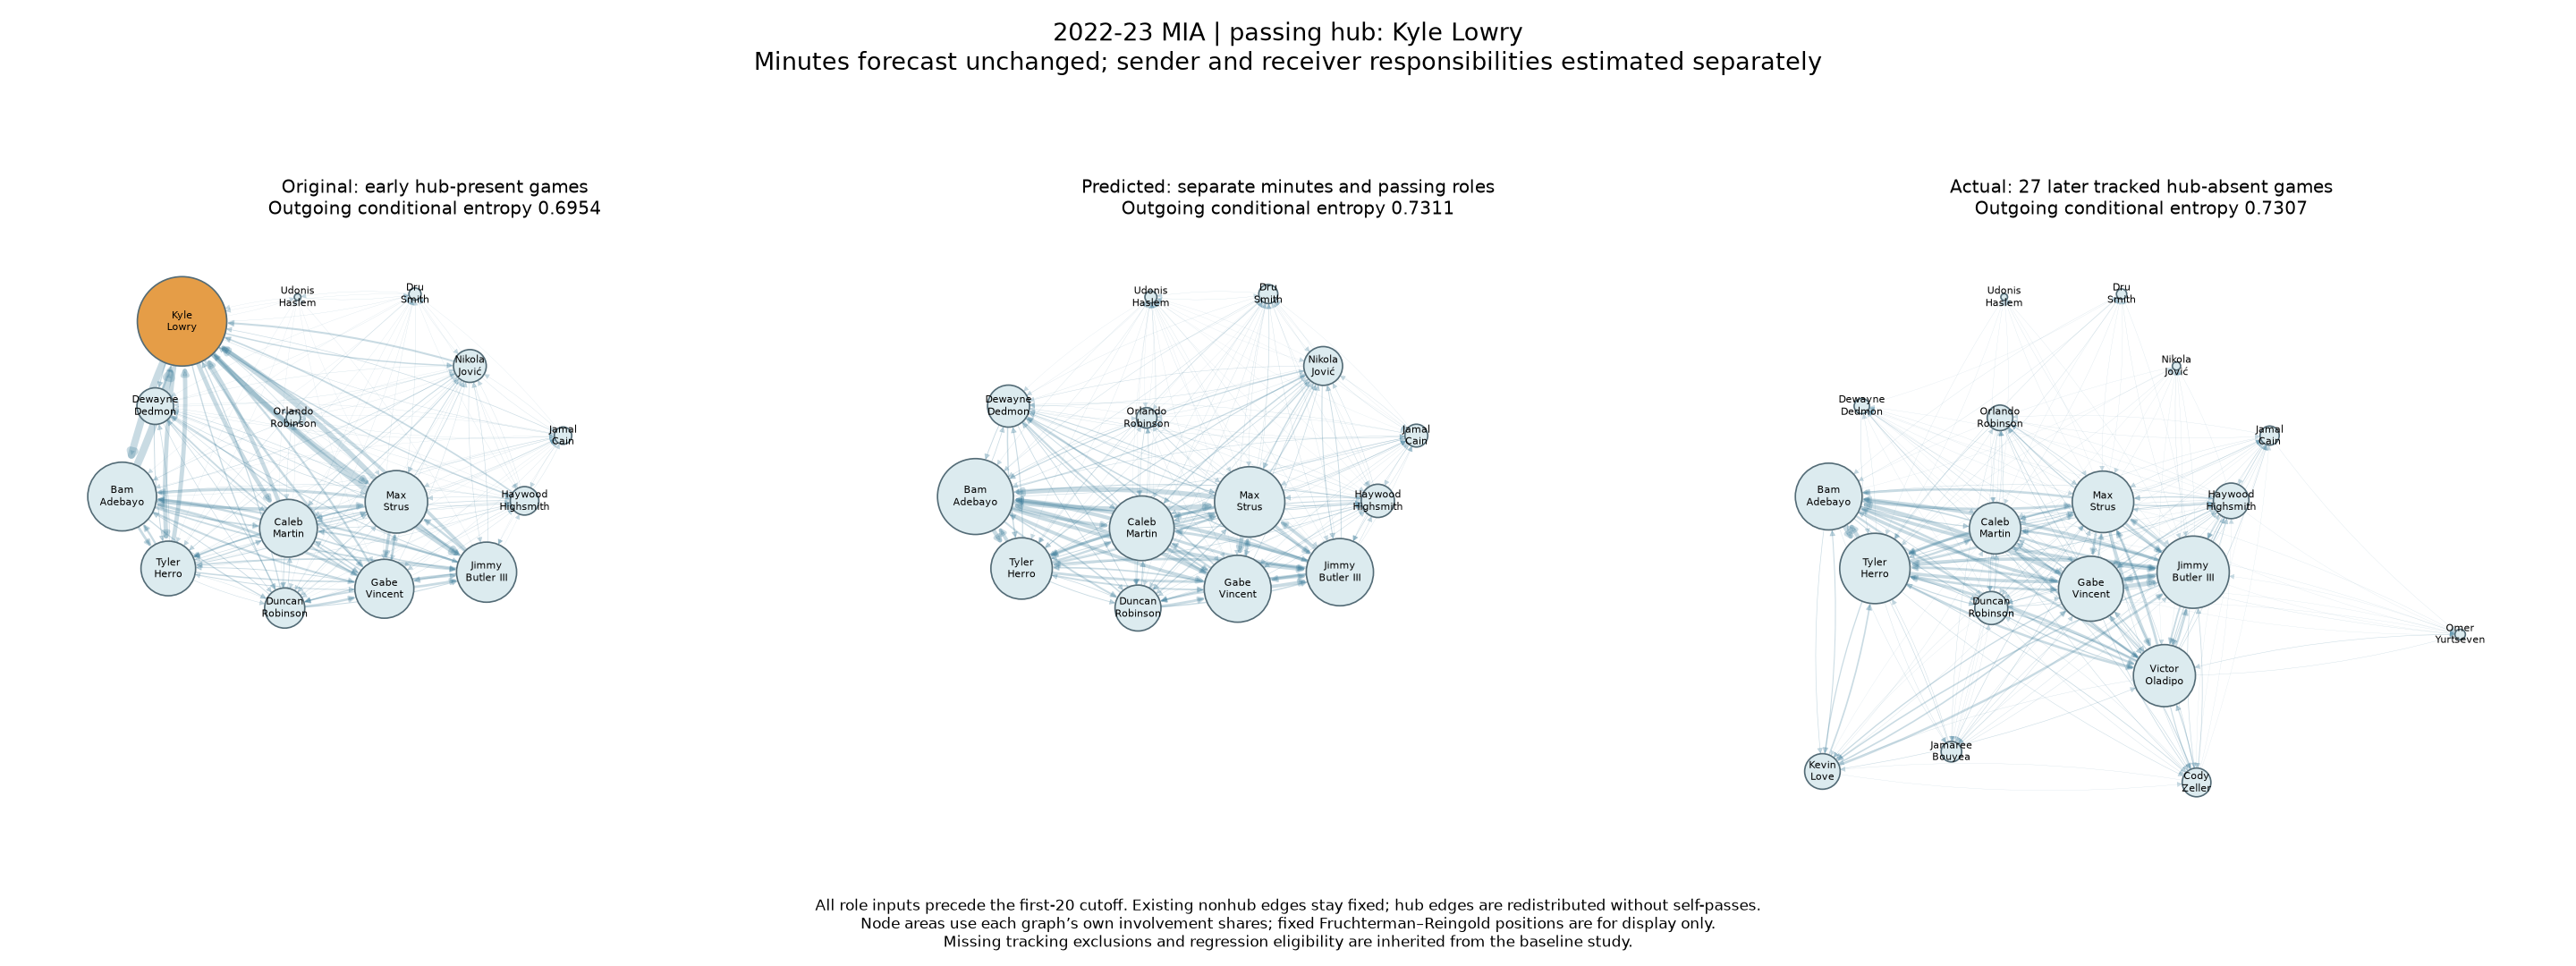 2022-23 MIA | passing hub: Kyle Lowry
Minutes forecast unchanged; sender and receiver responsibilities estimated separately
Original: early hub-present games
Outgoing conditional entropy 0.6954
Kyle
Lowry
Udonis
Haslem
Dru
Smith
Nikola
Jović
Dewayne
Dedmon
Orlando
Robinson
Jamal
Cain
Bam
Adebayo
Max
Strus
Haywood
Highsmith
Caleb
Martin
Tyler
Herro
Gabe
Vincent
Jimmy
Butler III
Duncan
Robinson
Predicted: separate minutes and passing roles
Outgoing conditional entropy 0.7311
Udonis
Haslem
Dru
Smith
Nikola
Jović
Dewayne
Dedmon
Orlando
Robinson
Jamal
Cain
Bam
Adebayo
Max
Strus
Haywood
Highsmith
Caleb
Martin
Tyler
Herro
Gabe
Vincent
Jimmy
Butler III
Duncan
Robinson
Actual: 27 later tracked hub-absent games
Outgoing conditional entropy 0.7307
Udonis
Haslem
Dru
Smith
Nikola
Jović
Dewayne
Dedmon
Orlando
Robinson
Jamal
Cain
Bam
Adebayo
Max
Strus
Haywood
Highsmith
Caleb
Martin
Tyler
Herro
Gabe
Vincent
Jimmy
Butler III
Duncan
Robinson
Omer
Yurtseven
Victor
Oladipo
Jamaree
Bouyea
Kevin
Love
Cody
Zeller
All role inputs precede the first-20 cutoff. Existing nonhub edges stay fixed; hub edges are redistributed without self-passes.
Node areas use each graph’s own involvement shares; fixed Fruchterman–Reingold positions are for display only.
Missing tracking exclusions and regression eligibility are inherited from the baseline study.